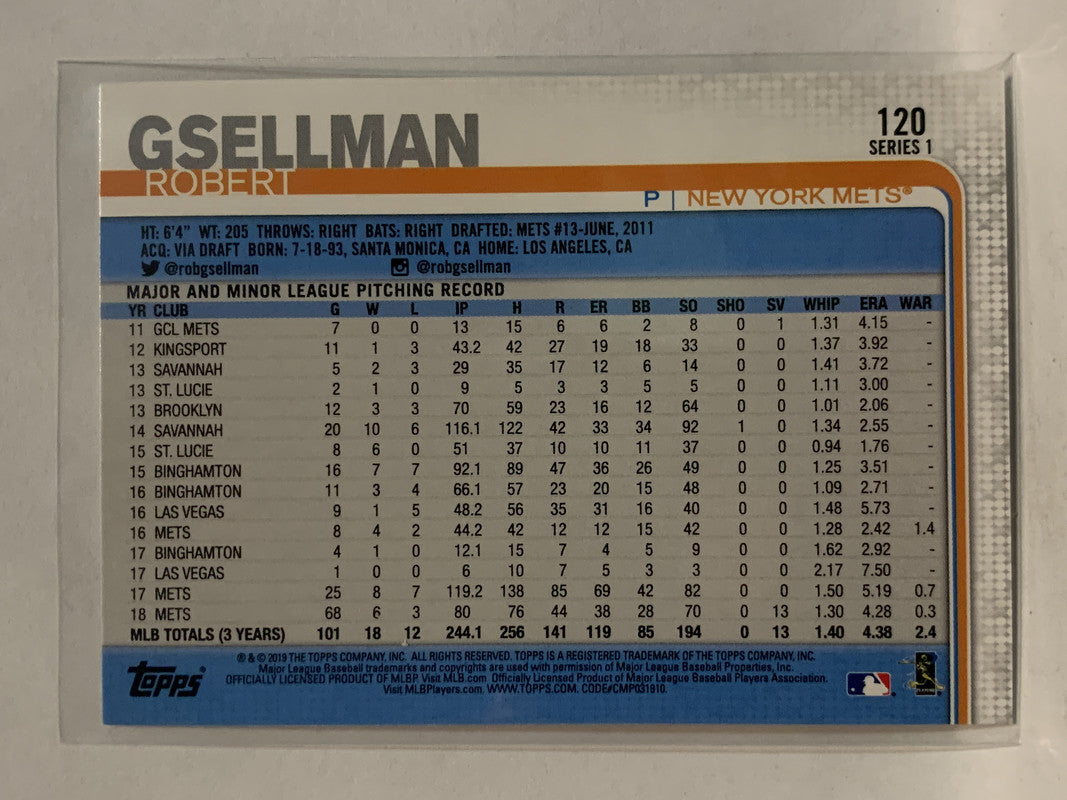 GSELLMAN
ROBERT
120
SERIES 1
P | NEW YORK METS®
HT: 6'4" WT: 205 THROWS: RIGHT BATS: RIGHT DRAFTED: METS #13-JUNE, 2011
ACQ: VIA DRAFT BORN: 7-18-93, SANTA MONICA, CA HOME: LOS ANGELES, CA
@robgsellman @robgsellman
MAJOR AND MINOR LEAGUE PITCHING RECORD
YR CLUB G W L IP H R ER BB SO SHO SV WHIP ERA WAR
11 GCL METS 7 0 0 13 15 6 6 2 8 0 1 1.31 4.15 -
12 KINGSPORT 11 1 3 43.2 42 27 19 18 33 0 0 1.37 3.92 -
13 SAVANNAH 5 2 3 29 35 17 12 6 14 0 0 1.41 3.72 -
13 ST. LUCIE 2 1 0 9 5 3 3 5 5 0 0 1.11 3.00 -
13 BROOKLYN 12 3 3 70 59 23 16 12 64 0 0 1.01 2.06 -
14 SAVANNAH 20 10 6 116.1 122 42 33 34 92 1 0 1.34 2.55 -
15 ST. LUCIE 8 6 0 51 37 10 10 11 37 0 0 0.94 1.76 -
15 BINGHAMTON 16 7 7 92.1 89 47 36 26 49 0 0 1.25 3.51 -
16 BINGHAMTON 11 3 4 66.1 57 23 20 15 48 0 0 1.09 2.71 -
16 LAS VEGAS 9 1 5 48.2 56 35 31 16 40 0 0 1.48 5.73 -
16 METS 8 4 2 44.2 42 12 12 15 42 0 0 1.28 2.42 1.4
17 BINGHAMTON 4 1 0 12.1 15 7 4 5 9 0 0 1.62 2.92 -
17 LAS VEGAS 1 0 0 6 10 7 5 3 3 0 0 2.17 7.50 -
17 METS 25 8 7 119.2 138 85 69 42 82 0 0 1.50 5.19 0.7
18 METS 68 6 3 80 76 44 38 28 70 0 13 1.30 4.28 0.3
MLB TOTALS (3 YEARS) 101 18 12 244.1 256 141 119 85 194 0 13 1.40 4.38 2.4
® & © 2019 THE TOPPS COMPANY, INC. ALL RIGHTS RESERVED. TOPPS IS A REGISTERED TRADEMARK OF THE TOPPS COMPANY, INC.
Major League Baseball trademarks and copyrights are used with permission of Major League Baseball Properties, Inc.
OFFICIALLY LICENSED PRODUCT OF MLBP. Visit MLB.com Officially Licensed Product of Major League Baseball Players Association.
Visit MLBPlayers.com. WWW.TOPPS.COM. CODE#CMP031910.
Topps
PLAYERS